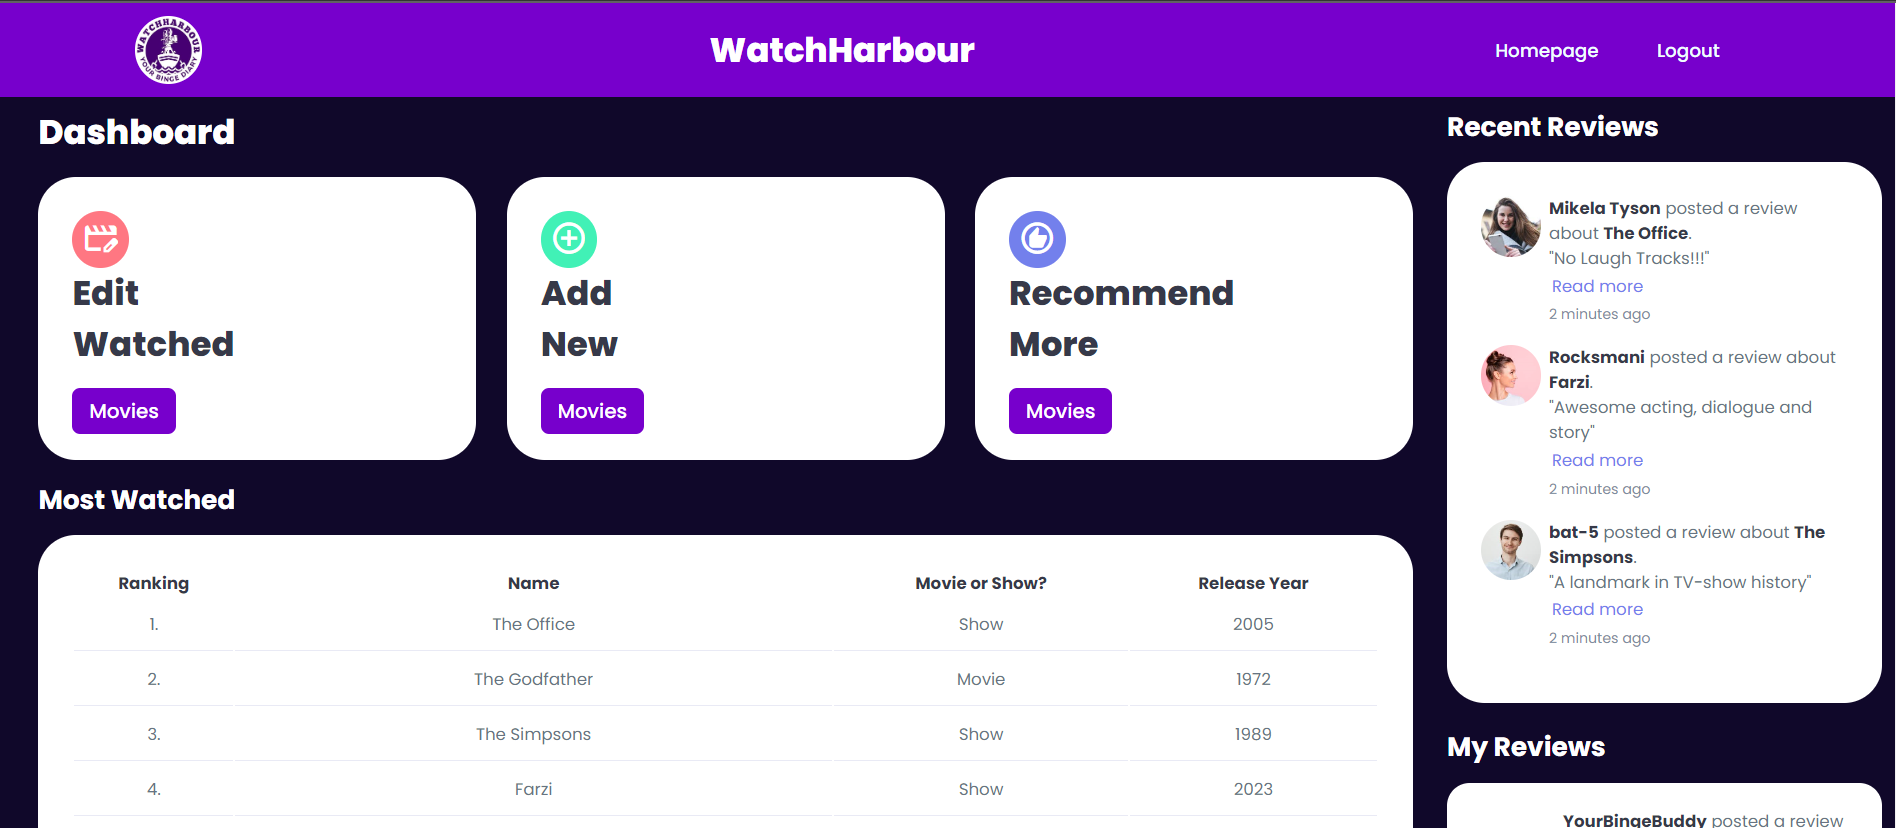 WATCHHARBOUR
YOUR BINGE DIARY
WatchHarbour
Homepage
Logout
Dashboard
Edit
Watched
Movies
Add
New
Movies
Recommend
More
Movies
Most Watched
Ranking Name Movie or Show? Release Year
1. The Office Show 2005
2. The Godfather Movie 1972
3. The Simpsons Show 1989
4. Farzi Show 2023
Recent Reviews
Mikela Tyson posted a review
about The Office.
"No Laugh Tracks!!!"
Read more
2 minutes ago
Rocksmani posted a review about
Farzi.
"Awesome acting, dialogue and
story"
Read more
2 minutes ago
bat-5 posted a review about The
Simpsons.
"A landmark in TV-show history"
Read more
2 minutes ago
My Reviews
YourBingeBuddy posted a review